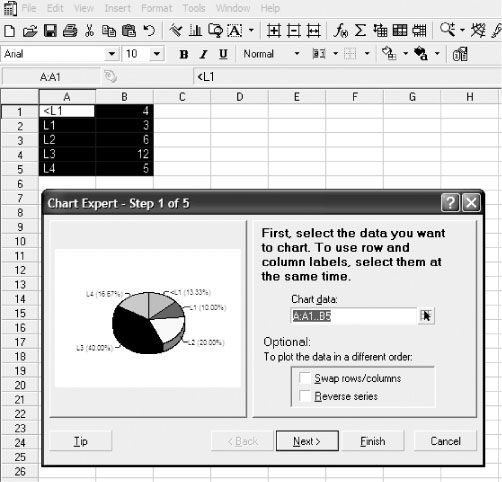 File Edit View Insert Format Tools Window Help
Arial 10 B I U Normal
A:A1 <L1
A B C D E F G H
1 <L1 4
2 L1 3
3 L2 6
4 L3 12
5 L4 5
6
7
8
9
10
11
12
13
14
15
16
17
18
19
20
21
22
23
24
25
26
Chart Expert - Step 1 of 5
First, select the data you want
to chart. To use row and
column labels, select them at
the same time.
Chart data:
A:A1..B5
Optional:
To plot the data in a different order:
Swap rows/columns
Reverse series
L4 (16.67%) <L1 (13.33%)
L1 (10.00%)
L3 (40.00%) L2 (20.00%)
Tip < Back Next > Finish Cancel